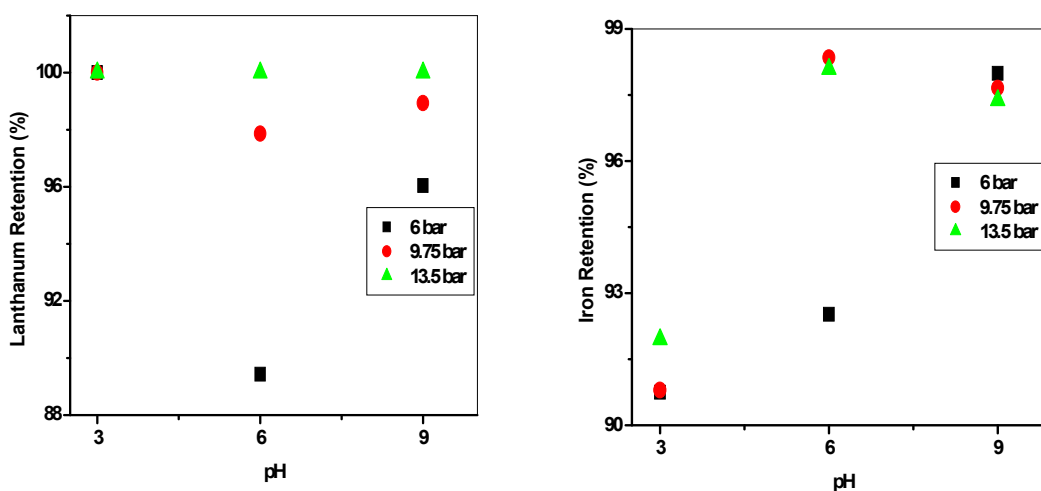 Lanthanum Retention (%)
100
96
92
88
6 bar
9.75 bar
13.5 bar
3
6
9
pH
Iron Retention (%)
99
96
93
90
6 bar
9.75 bar
13.5 bar
3
6
9
pH